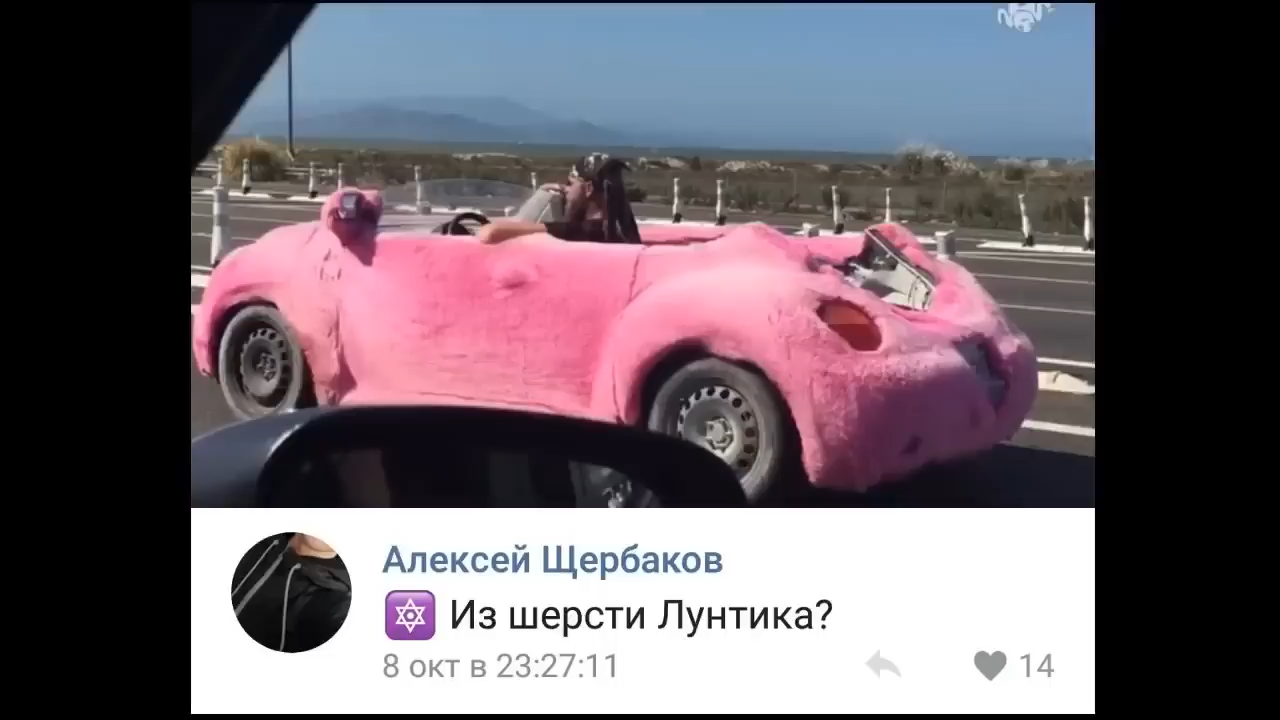 Алексей Щербаков
🔯 Из шерсти Лунтика?
8 окт в 23:27:11
14